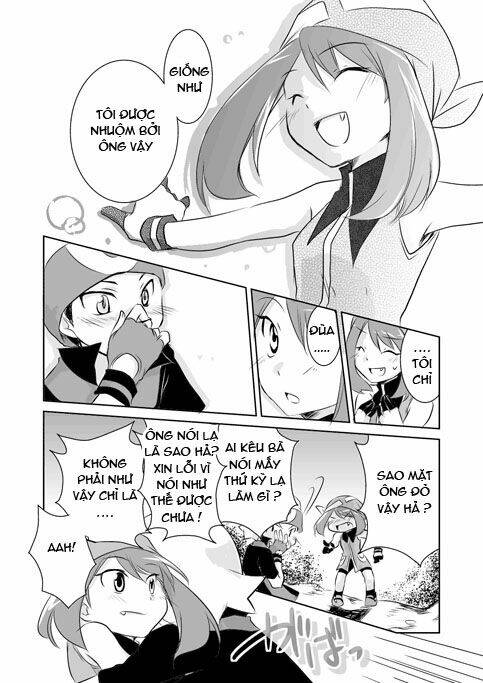 GIỐNG
NHƯ
TÔI ĐƯỢC
NHUỘM BỞI
ÔNG VẬY
ĐÙA
.....
....
TÔI CHỈ
SAO MẶT
ÔNG ĐỎ
VẬY HẢ ?
AI KÊU BÀ
NÓI MẤY
THỨ KỲ LẠ
LÀM GÌ ?
ÔNG NÓI LẠ
LÀ SAO HẢ?
XIN LỖI VÌ
NÓI NHƯ
THẾ ĐƯỢC
CHƯA !
KHÔNG
PHẢI NHƯ
VẬY CHỈ LÀ
....
AAH!